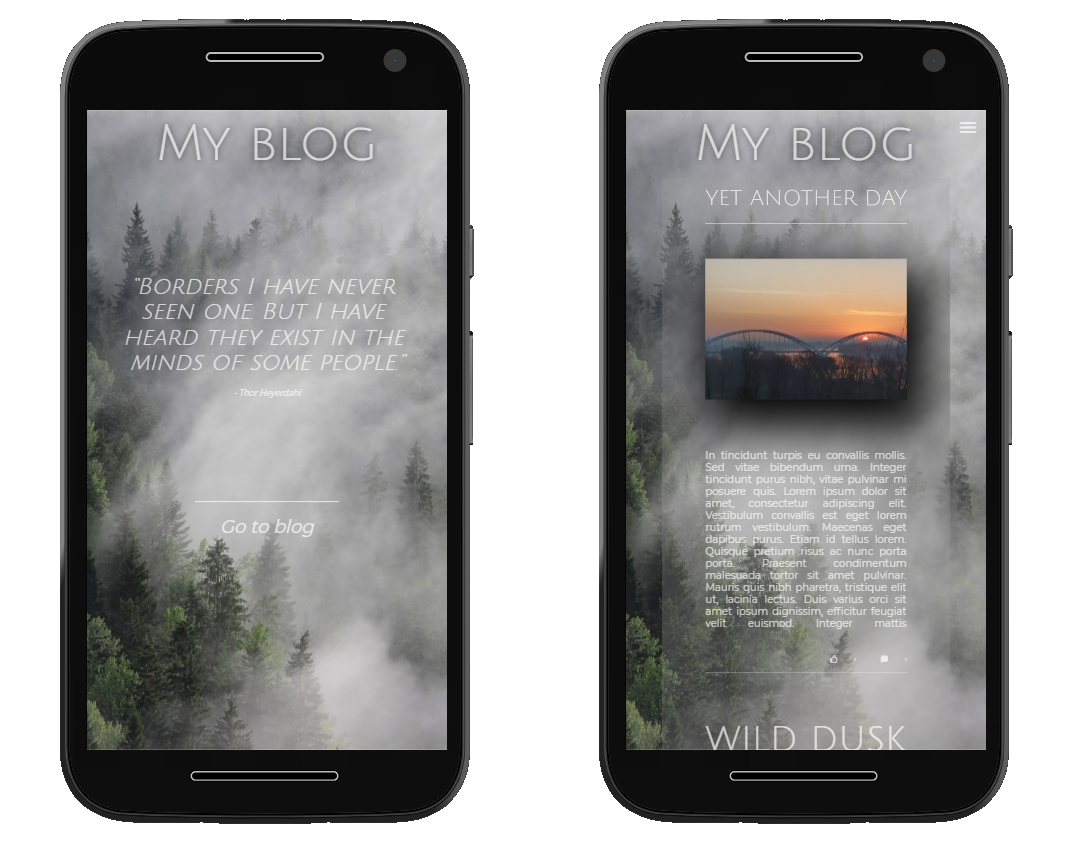 MY BLOG
"BORDERS I HAVE NEVER
SEEN ONE BUT I HAVE
HEARD THEY EXIST IN THE
MINDS OF SOME PEOPLE."
- Thor Heyerdahl
Go to blog
MY BLOG
YET ANOTHER DAY
In tincidunt turpis eu convallis mollis.
Sed vitae bibendum urna. Integer
tincidunt purus nibh, vitae pulvinar mi
posuere quis. Lorem ipsum dolor sit
amet, consectetur adipiscing elit.
Vestibulum convallis est eget lorem
rutrum vestibulum. Maecenas eget
dapibus purus. Etiam id tellus lorem.
Quisque pretium risus ac nunc porta
porta. Praesent condimentum
malesuada tortor sit amet pulvinar.
Mauris quis nibh pharetra, tristique elit
ut, lacinia lectus. Duis varius orci sit
amet ipsum dignissim, efficitur feugiat
velit euismod. Integer mattis
WILD DUSK